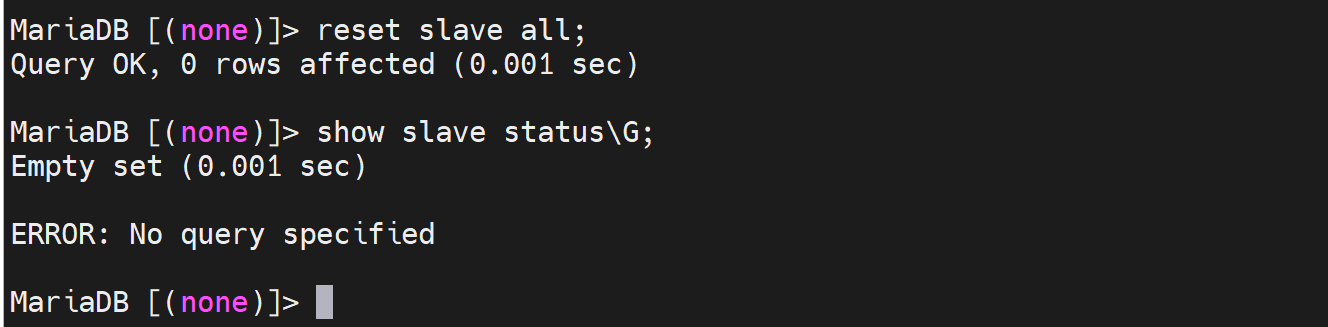 MariaDB [(none)]> reset slave all;
Query OK, 0 rows affected (0.001 sec)
MariaDB [(none)]> show slave status\G;
Empty set (0.001 sec)
ERROR: No query specified
MariaDB [(none)]>